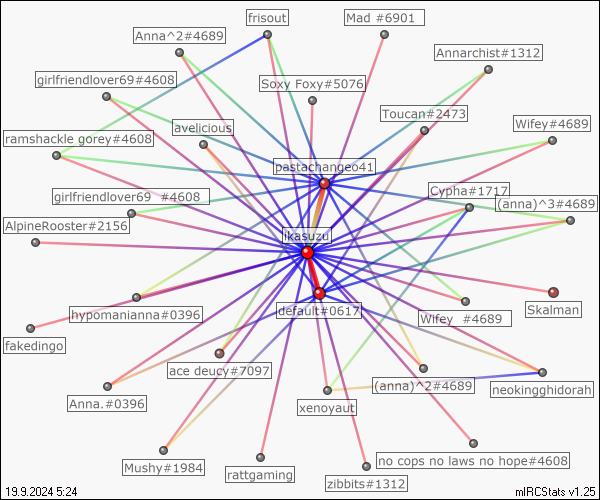 frisout
Mad #6901
Anna^2#4689
Annarchist#1312
girlfriendlover69#4608
Soxy Foxy#5076
Toucan#2473
avelicious
Wifey#4689
ramshackle gorey#4608
pastachangeo41
Cypha#1717
girlfriendlover69 #4608
(anna)^3#4689
AlpineRooster#2156
ikasuzu
Skalman
default#0617
hypomanianna#0396
Wifey #4689
fakedingo
ace deucy#7097
(anna)^2#4689
neokingghidorah
Anna.#0396
xenoyaut
Mushy#1984
no cops no laws no hope#4608
rattgaming
zibbits#1312
19.9.2024 5:24
mIRCStats v1.25